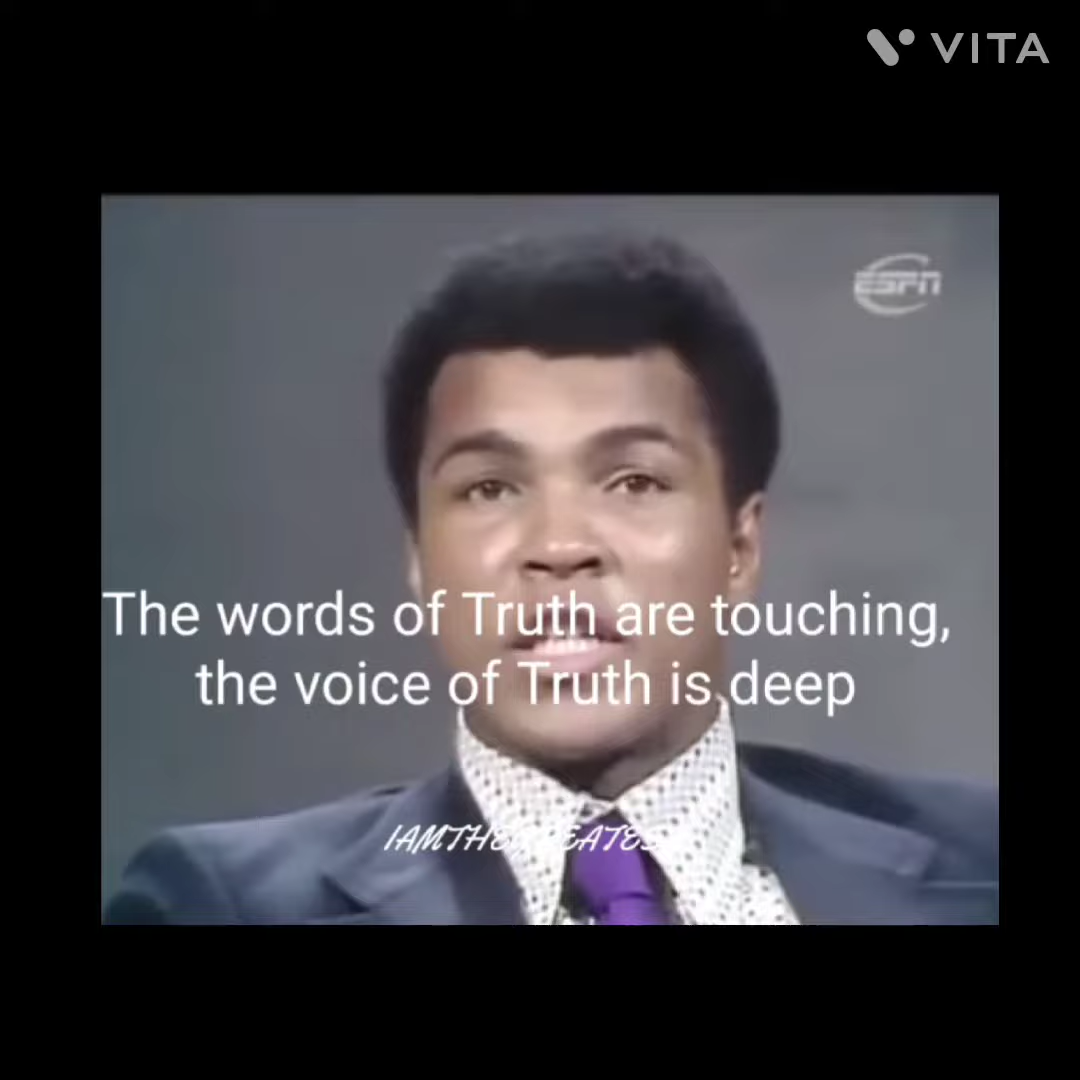 VITA
ESPN
The words of Truth are touching,
the voice of Truth is deep